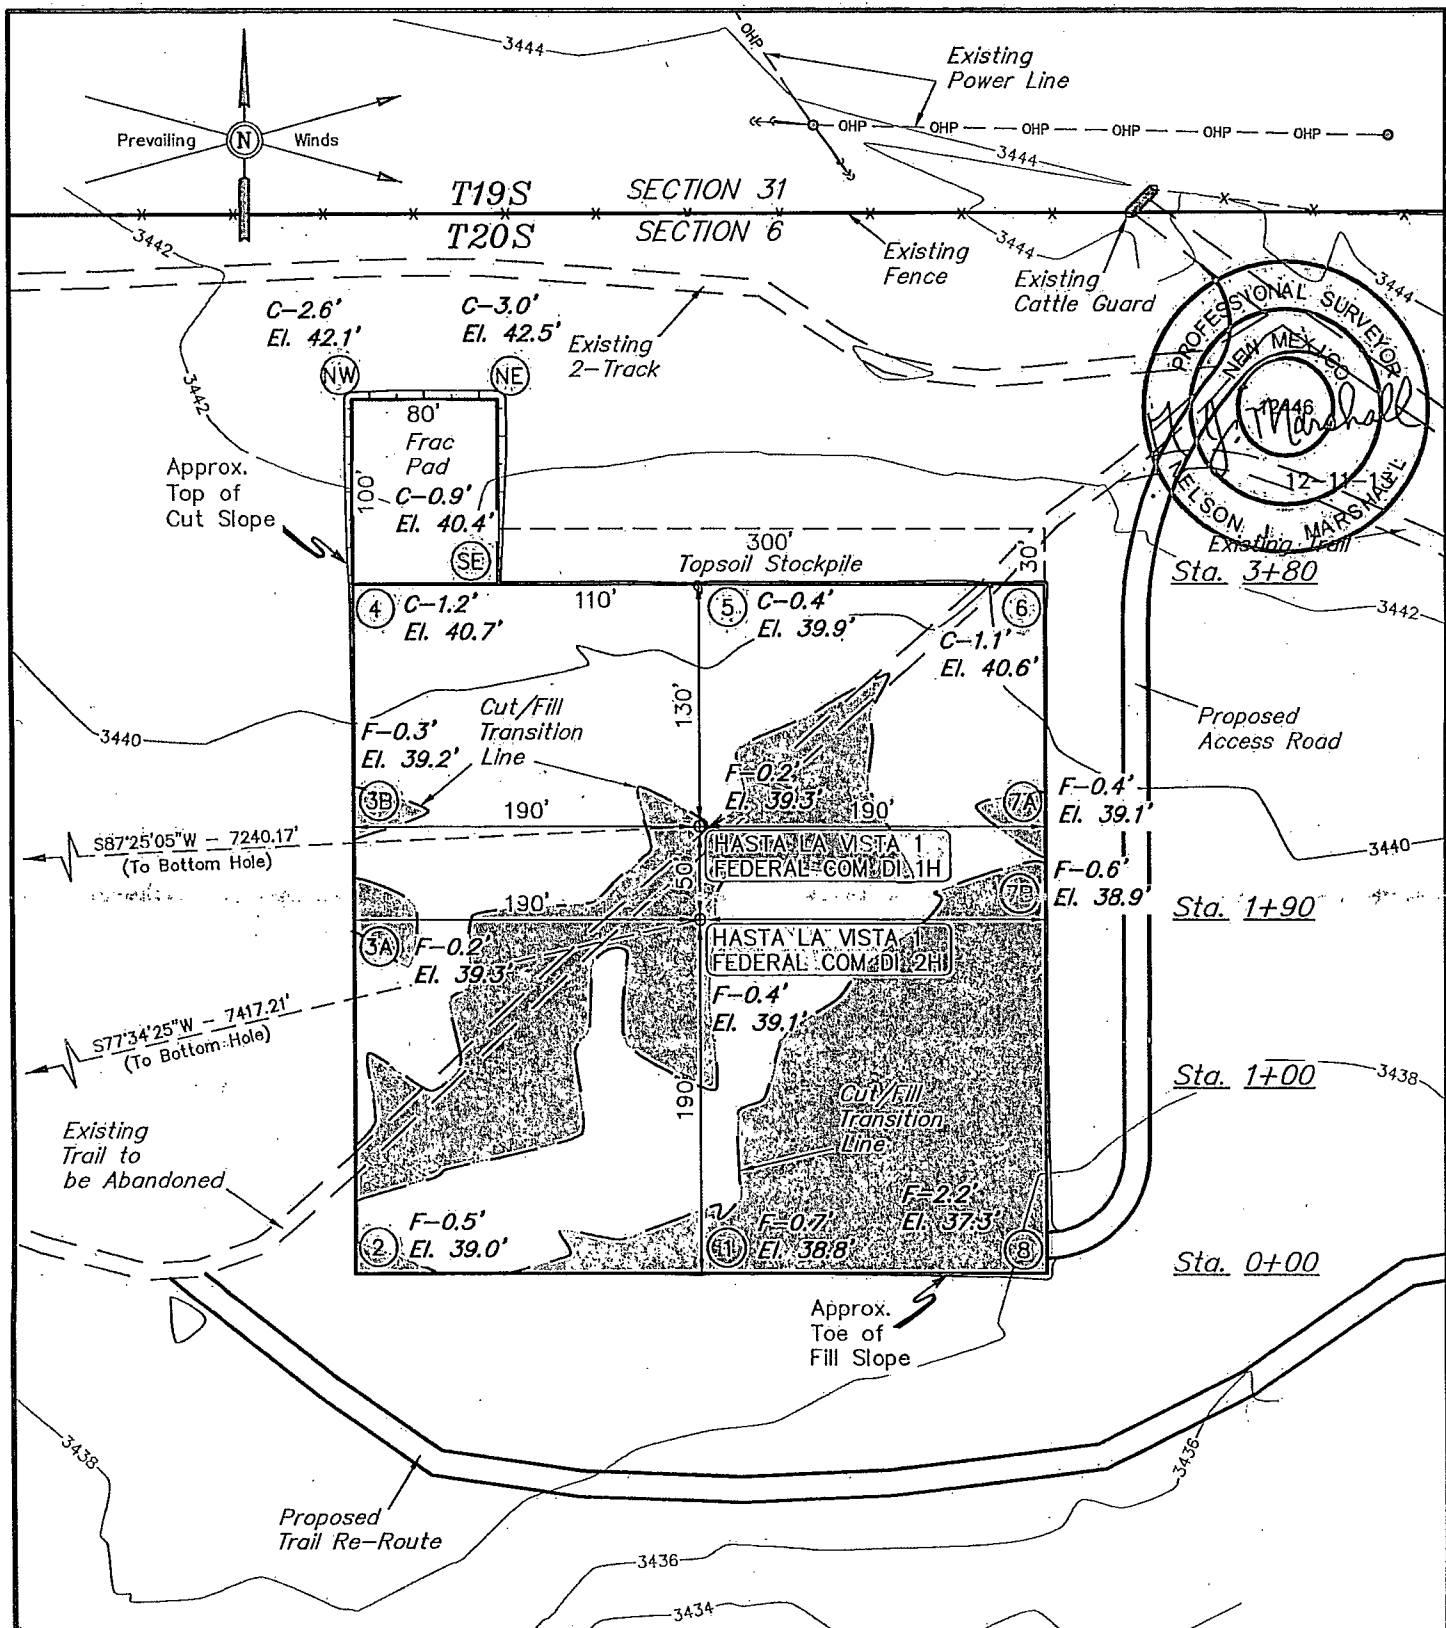 3444
OHP
Existing
Power Line
Prevailing
N
Winds
OHP
OHP
OHP
OHP
OHP
OHP
3444
T19S
SECTION 31
T20S
SECTION 6
3442
Existing
Fence
3444
Existing
Cattle Guard
3444
PROFESSIONAL SURVEYOR
NEW MEXICO
12446
N. J. Marshall
12-11-13
NELSON J. MARSHALL
C-2.6'
El. 42.1'
C-3.0'
El. 42.5'
Existing
2-Track
NW
NE
3442
80'
Frac
Pad
100'
C-0.9'
El. 40.4'
SE
Approx.
Top of
Cut Slope
300'
Topsoil Stockpile
30'
Existing Trail
Sta. 3+80
4
C-1.2'
El. 40.7'
110'
5
C-0.4'
El. 39.9'
6
C-1.1'
El. 40.6'
3442
130'
Cut/Fill
Transition
Line
F-0.3'
El. 39.2'
3440
Proposed
Access Road
F-0.2'
El. 39.3'
F-0.4'
El. 39.1'
3B
7A
190'
190'
S87°25'05"W - 7240.17'
(To Bottom Hole)
HASTA LA VISTA 1
FEDERAL COM DI 1H
50'
3440
F-0.6'
El. 38.9'
7B
Sta. 1+90
190'
3A
F-0.2'
El. 39.3'
HASTA LA VISTA 1
FEDERAL COM DI 2H
F-0.4'
El. 39.1'
S77°34'25"W - 7417.21'
(To Bottom Hole)
190'
Sta. 1+00
3438
Cut/Fill
Transition
Line
Existing
Trail to
be Abandoned
F-2.2'
El. 37.3'
2
F-0.5'
El. 39.0'
1
F-0.7'
El. 38.8'
8
Sta. 0+00
Approx.
Toe of
Fill Slope
3438
3436
Proposed
Trail Re-Route
3436
3434